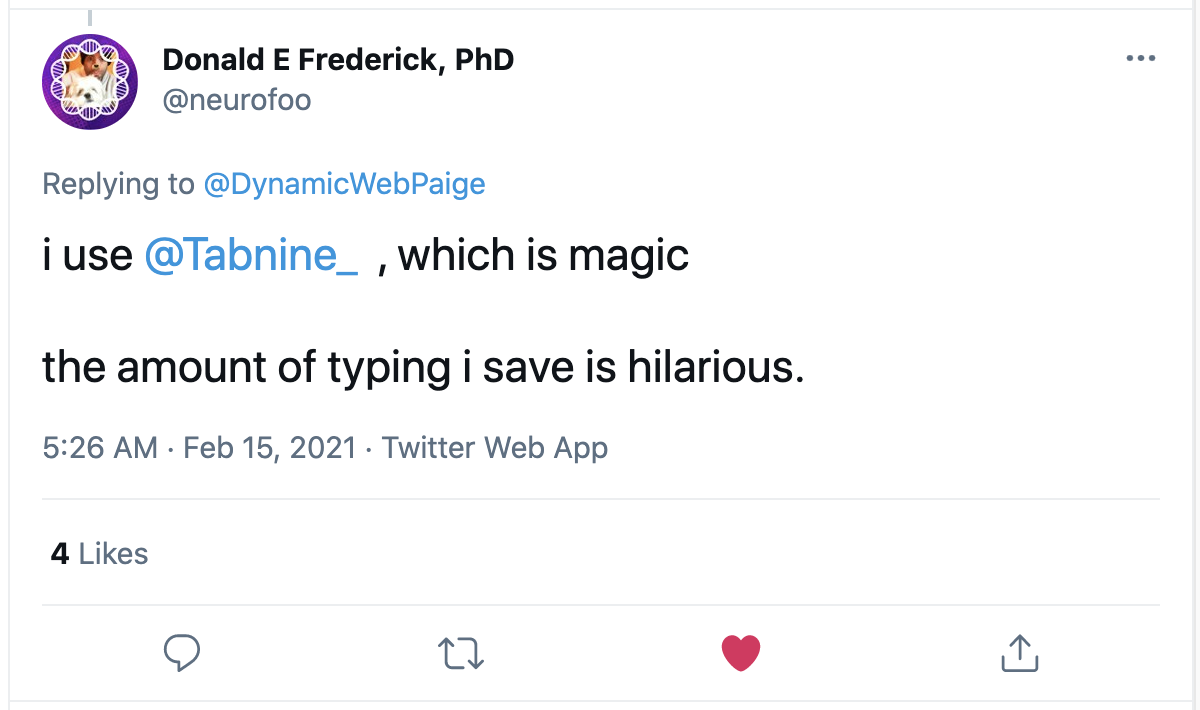 Donald E Frederick, PhD
@neurofoo
Replying to @DynamicWebPaige
i use @Tabnine_ , which is magic
the amount of typing i save is hilarious.
5:26 AM · Feb 15, 2021 · Twitter Web App
4 Likes